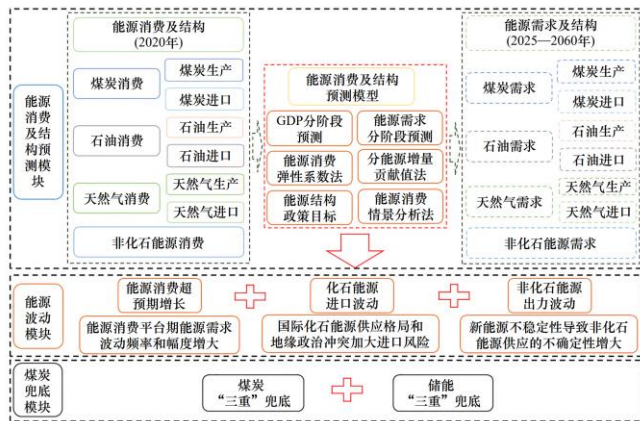 能源
消费
及结
构预
测模
块
能源消费及结构
(2020年)
煤炭消费
煤炭生产
煤炭进口
石油消费
石油生产
石油进口
天然气消费
天然气生产
天然气进口
非化石能源消费
能源消费及结构
预测模型
GDP分阶段
预测
能源需求
分阶段预测
能源消费
弹性系数法
分能源增量
贡献值法
能源结构
政策目标
能源消费
情景分析法
能源需求及结构
(2025—2060年)
煤炭需求
煤炭生产
煤炭进口
石油需求
石油生产
石油进口
天然气需求
天然气生产
天然气进口
非化石能源需求
能源
波动
模块
能源消费超
预期增长
化石能源
进口波动
非化石能源
出力波动
能源消费平台期能源需求
波动频率和幅度增大
国际化石能源供应格局和
地缘政治冲突加大进口风险
新能源不稳定性导致非化石
能源供应的不确定性增大
煤炭
兜底
模块
煤炭
“三重”兜底
储能
“三重”兜底